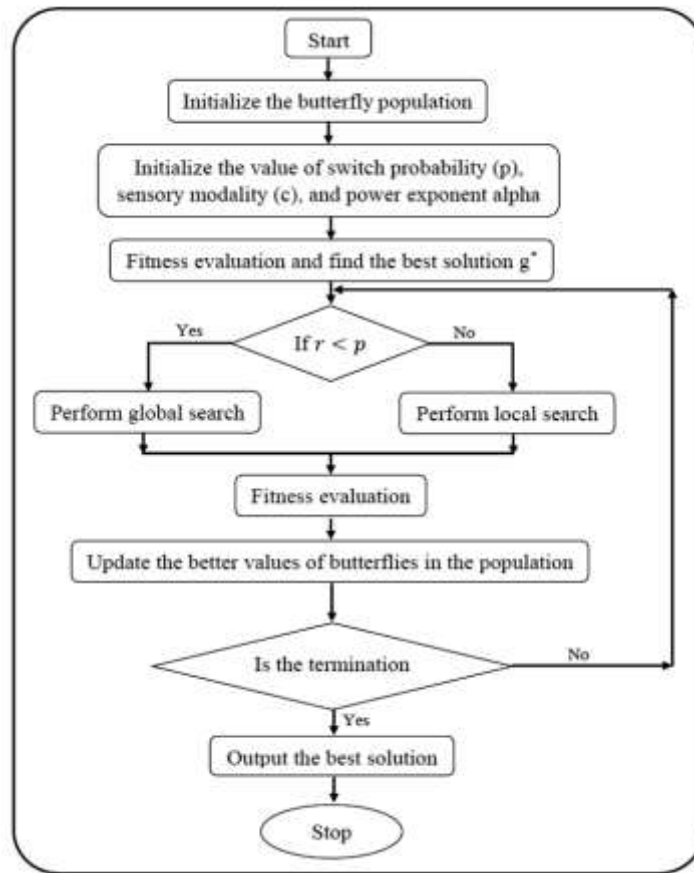 Start
Initialize the butterfly population
Initialize the value of switch probability (p),
sensory modality (c), and power exponent alpha
Fitness evaluation and find the best solution g*
Yes
If r < p
No
Perform global search
Perform local search
Fitness evaluation
Update the better values of butterflies in the population
Is the termination
No
Yes
Output the best solution
Stop